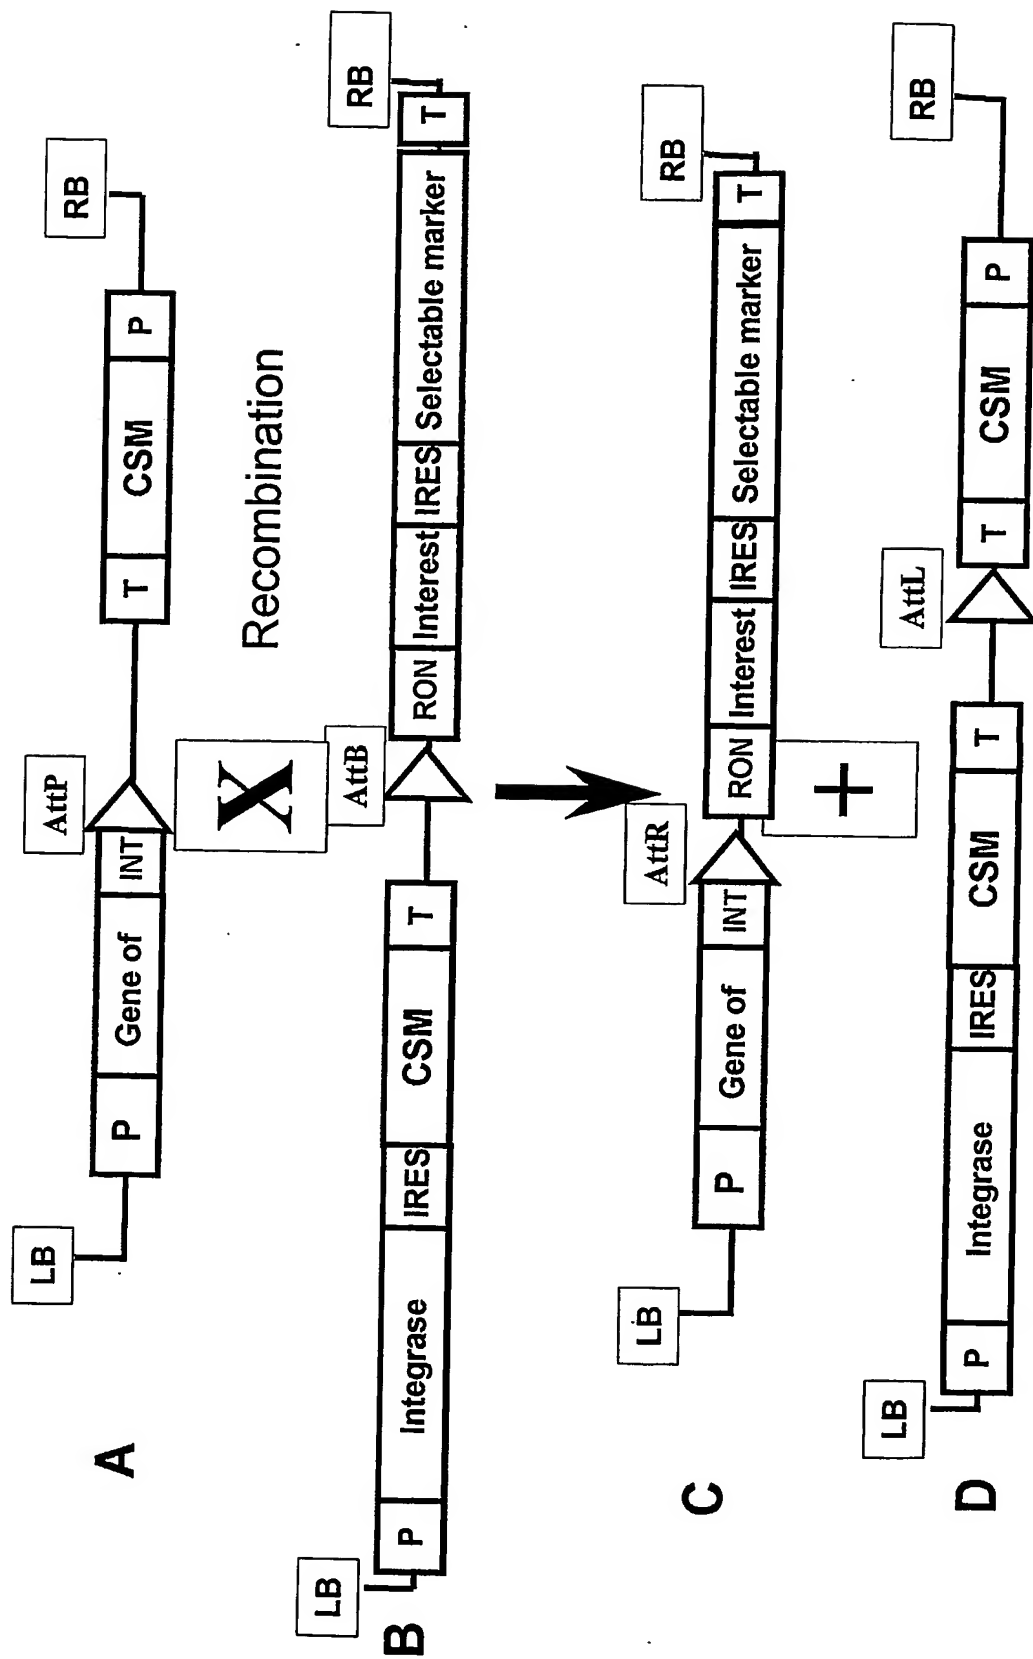 A
LB
P Gene of INT
AttP
T CSM P
RB
X
Recombination
B
LB
P Integrase IRES CSM T
AttB
RON Interest IRES Selectable marker T
RB
C
LB
P Gene of INT
AttR
RON Interest IRES Selectable marker T
RB
+
D
LB
P Integrase IRES CSM T
AttL
T CSM P
RB